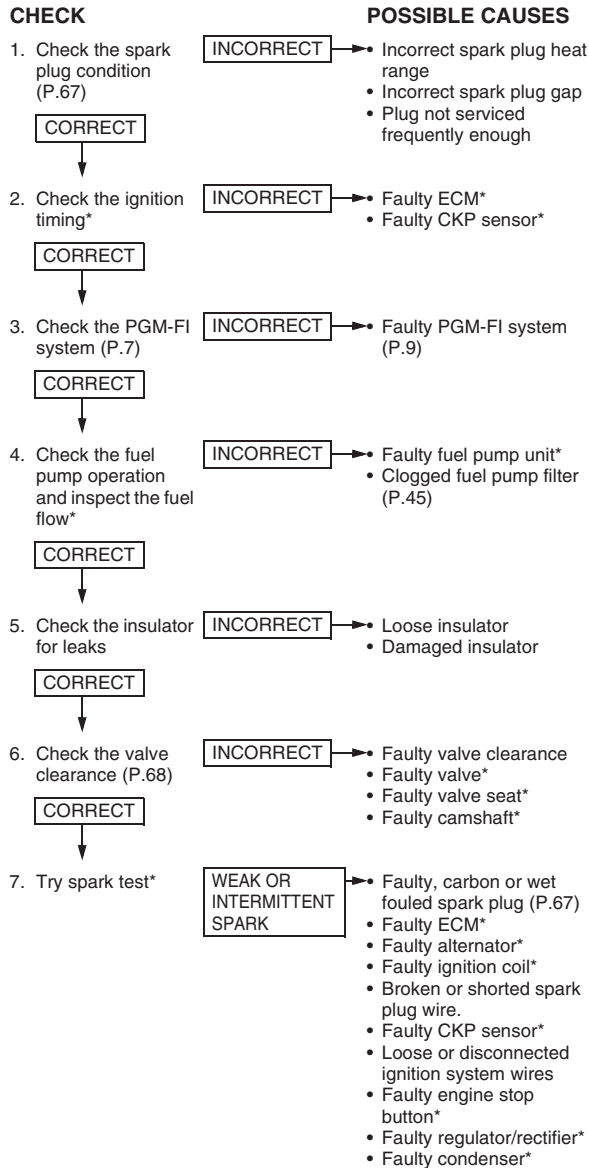 CHECK
POSSIBLE CAUSES
1. Check the spark
plug condition
(P.67)
INCORRECT
• Incorrect spark plug heat
range
• Incorrect spark plug gap
• Plug not serviced
frequently enough
CORRECT
2. Check the ignition
timing*
INCORRECT
• Faulty ECM*
• Faulty CKP sensor*
CORRECT
3. Check the PGM-FI
system (P.7)
INCORRECT
• Faulty PGM-FI system
(P.9)
CORRECT
4. Check the fuel
pump operation
and inspect the fuel
flow*
INCORRECT
• Faulty fuel pump unit*
• Clogged fuel pump filter
(P.45)
CORRECT
5. Check the insulator
for leaks
INCORRECT
• Loose insulator
• Damaged insulator
CORRECT
6. Check the valve
clearance (P.68)
INCORRECT
• Faulty valve clearance
• Faulty valve*
• Faulty valve seat*
• Faulty camshaft*
CORRECT
7. Try spark test*
WEAK OR
INTERMITTENT
SPARK
• Faulty, carbon or wet
fouled spark plug (P.67)
• Faulty ECM*
• Faulty alternator*
• Faulty ignition coil*
• Broken or shorted spark
plug wire.
• Faulty CKP sensor*
• Loose or disconnected
ignition system wires
• Faulty engine stop
button*
• Faulty regulator/rectifier*
• Faulty condenser*